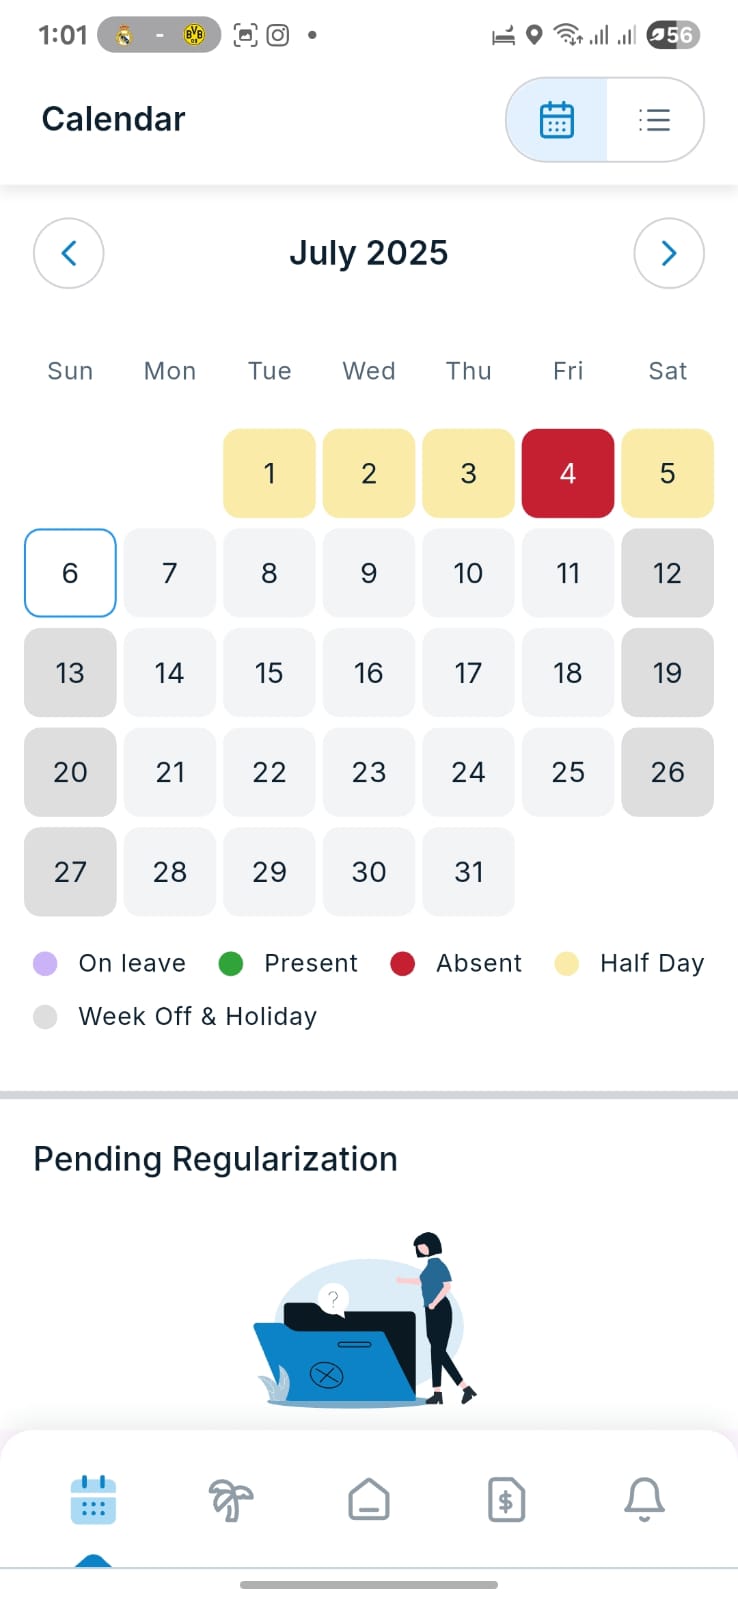 1:01 - BVB 09 56
Calendar
July 2025
Sun Mon Tue Wed Thu Fri Sat
1 2 3 4 5
6 7 8 9 10 11 12
13 14 15 16 17 18 19
20 21 22 23 24 25 26
27 28 29 30 31
On leave Present Absent Half Day
Week Off & Holiday
Pending Regularization
?
$